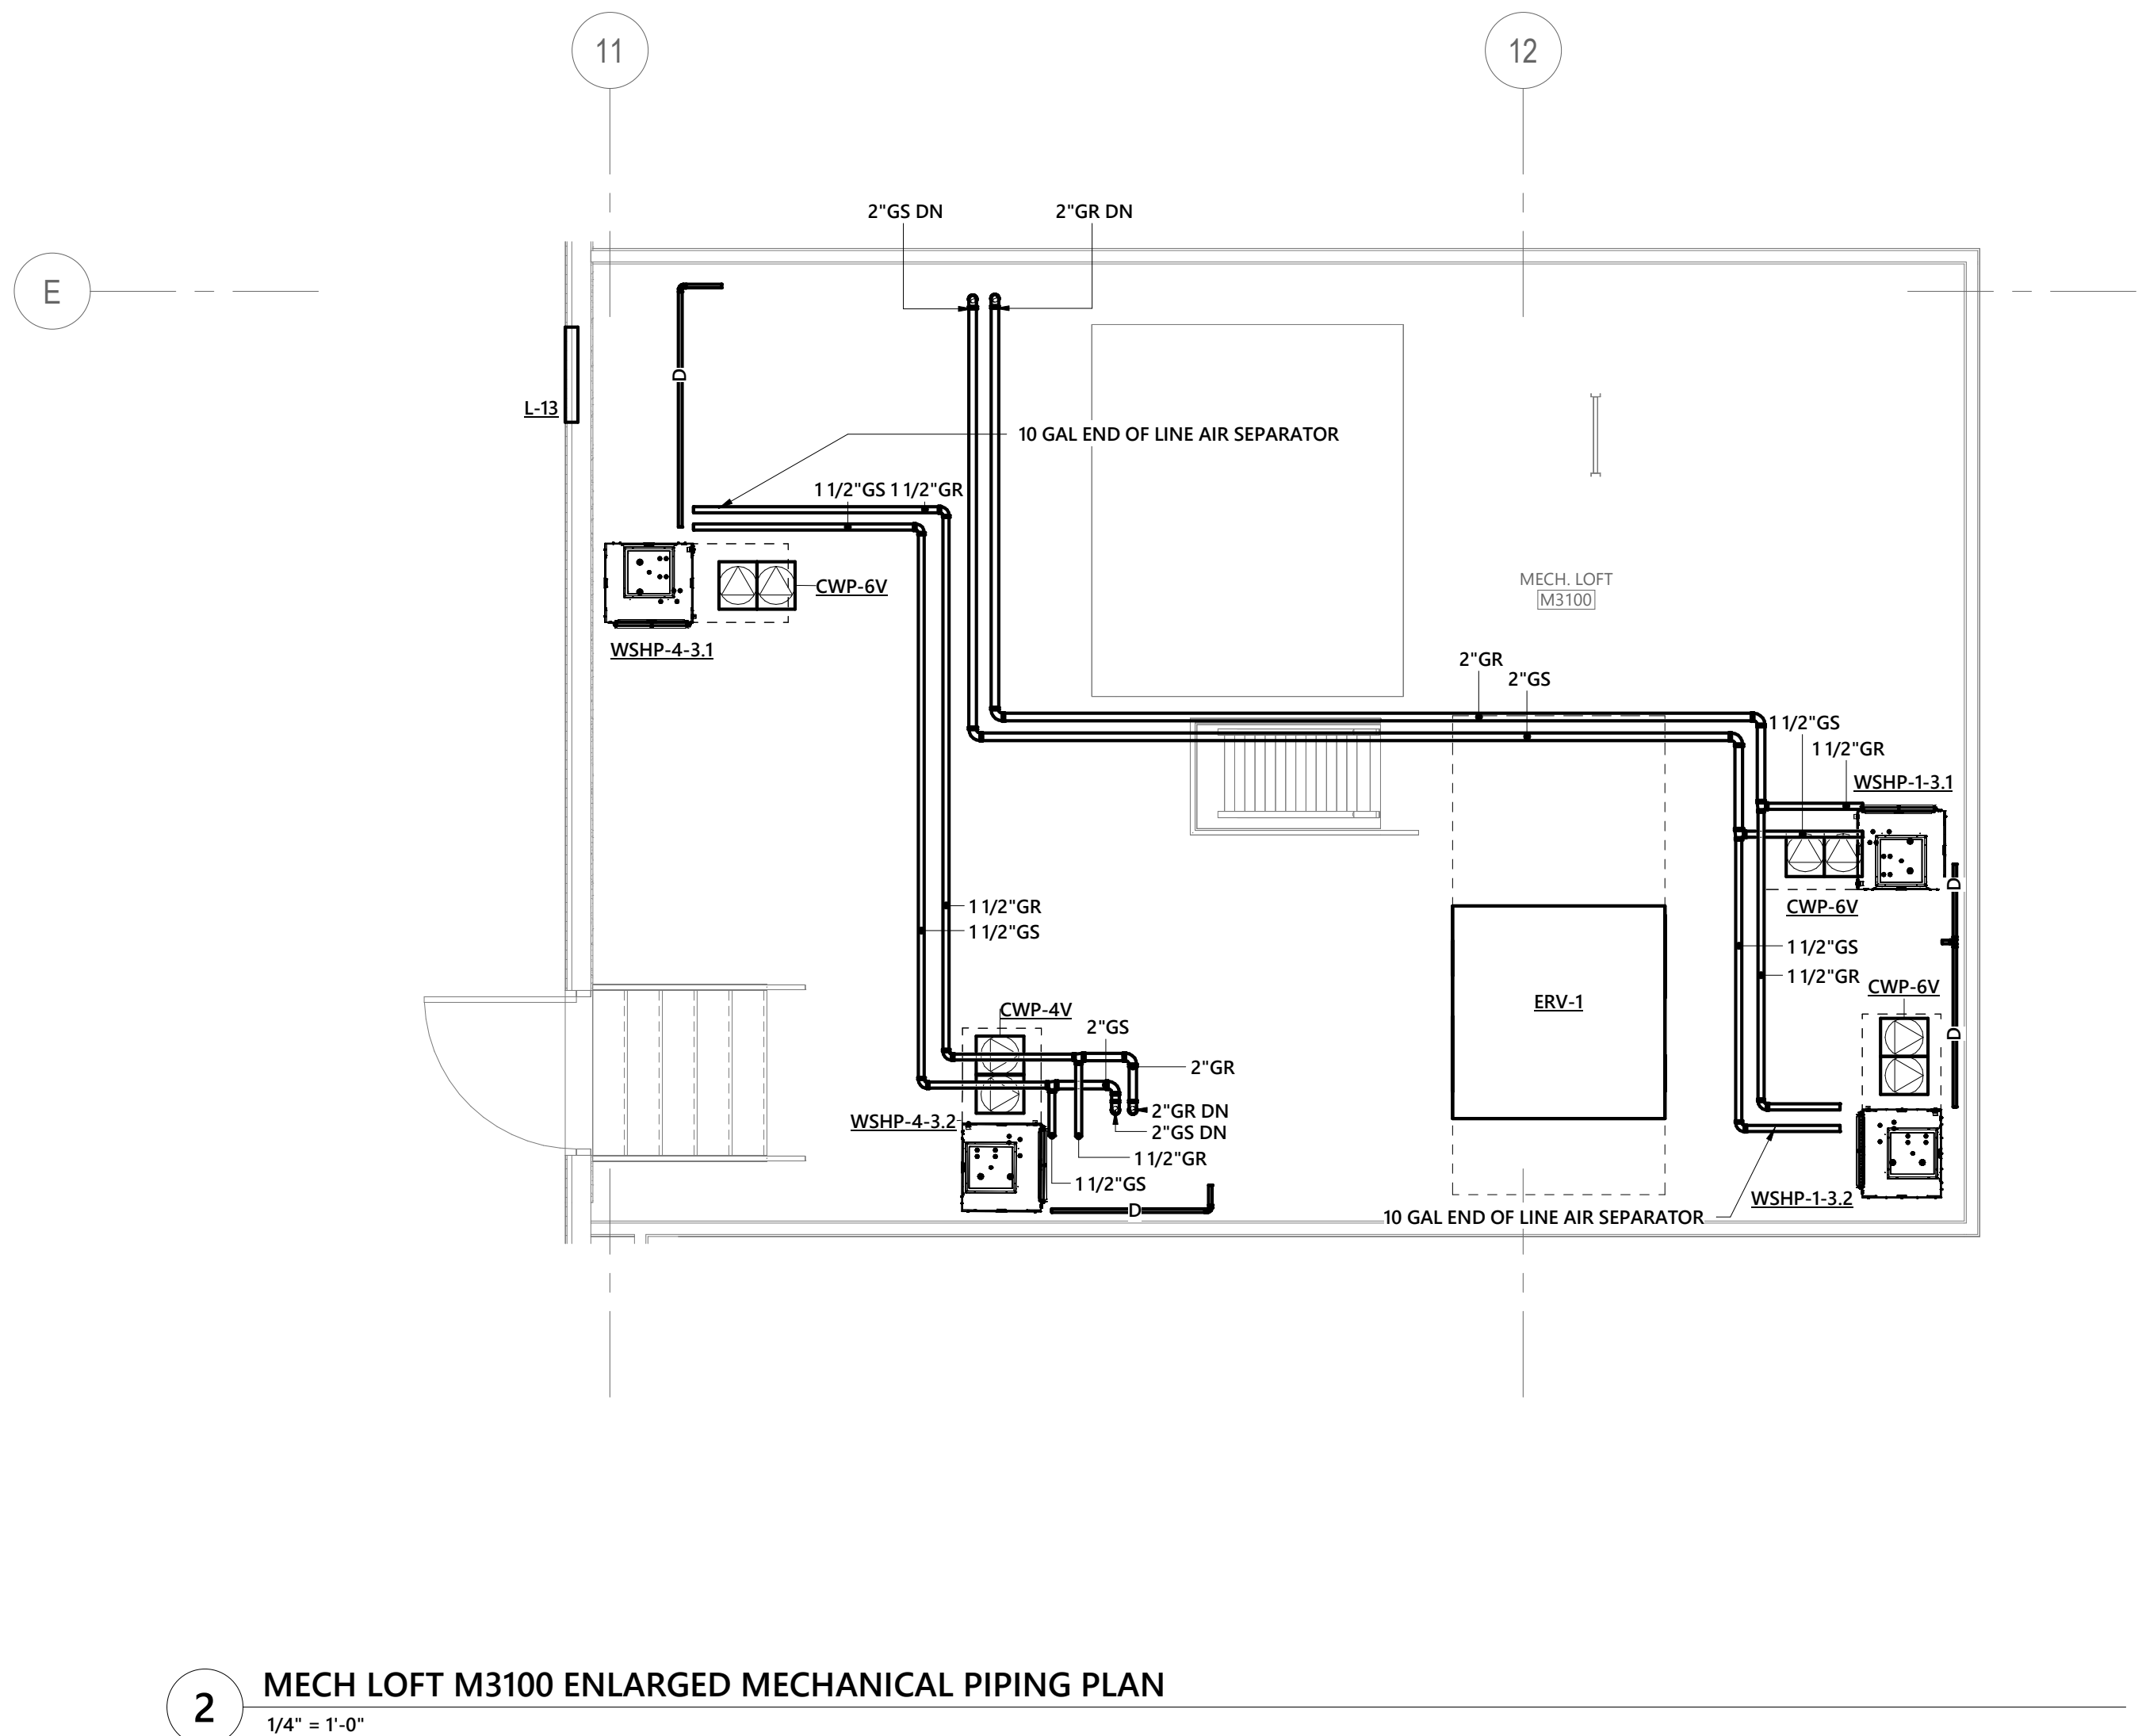 11
12
2"GS DN
2"GR DN
E
D
L-13
10 GAL END OF LINE AIR SEPARATOR
1 1/2"GS
1 1/2"GR
CWP-6V
MECH. LOFT
M3100
WSHP-4-3.1
2"GR
2"GS
1 1/2"GS
1 1/2"GR
WSHP-1-3.1
D
1 1/2"GR
CWP-6V
1 1/2"GS
1 1/2"GS
1 1/2"GR
CWP-6V
ERV-1
CWP-4V
2"GS
D
2"GR
2"GR DN
WSHP-4-3.2
2"GS DN
1 1/2"GR
1 1/2"GS
WSHP-1-3.2
D
10 GAL END OF LINE AIR SEPARATOR
2
MECH LOFT M3100 ENLARGED MECHANICAL PIPING PLAN
1/4" = 1'-0"